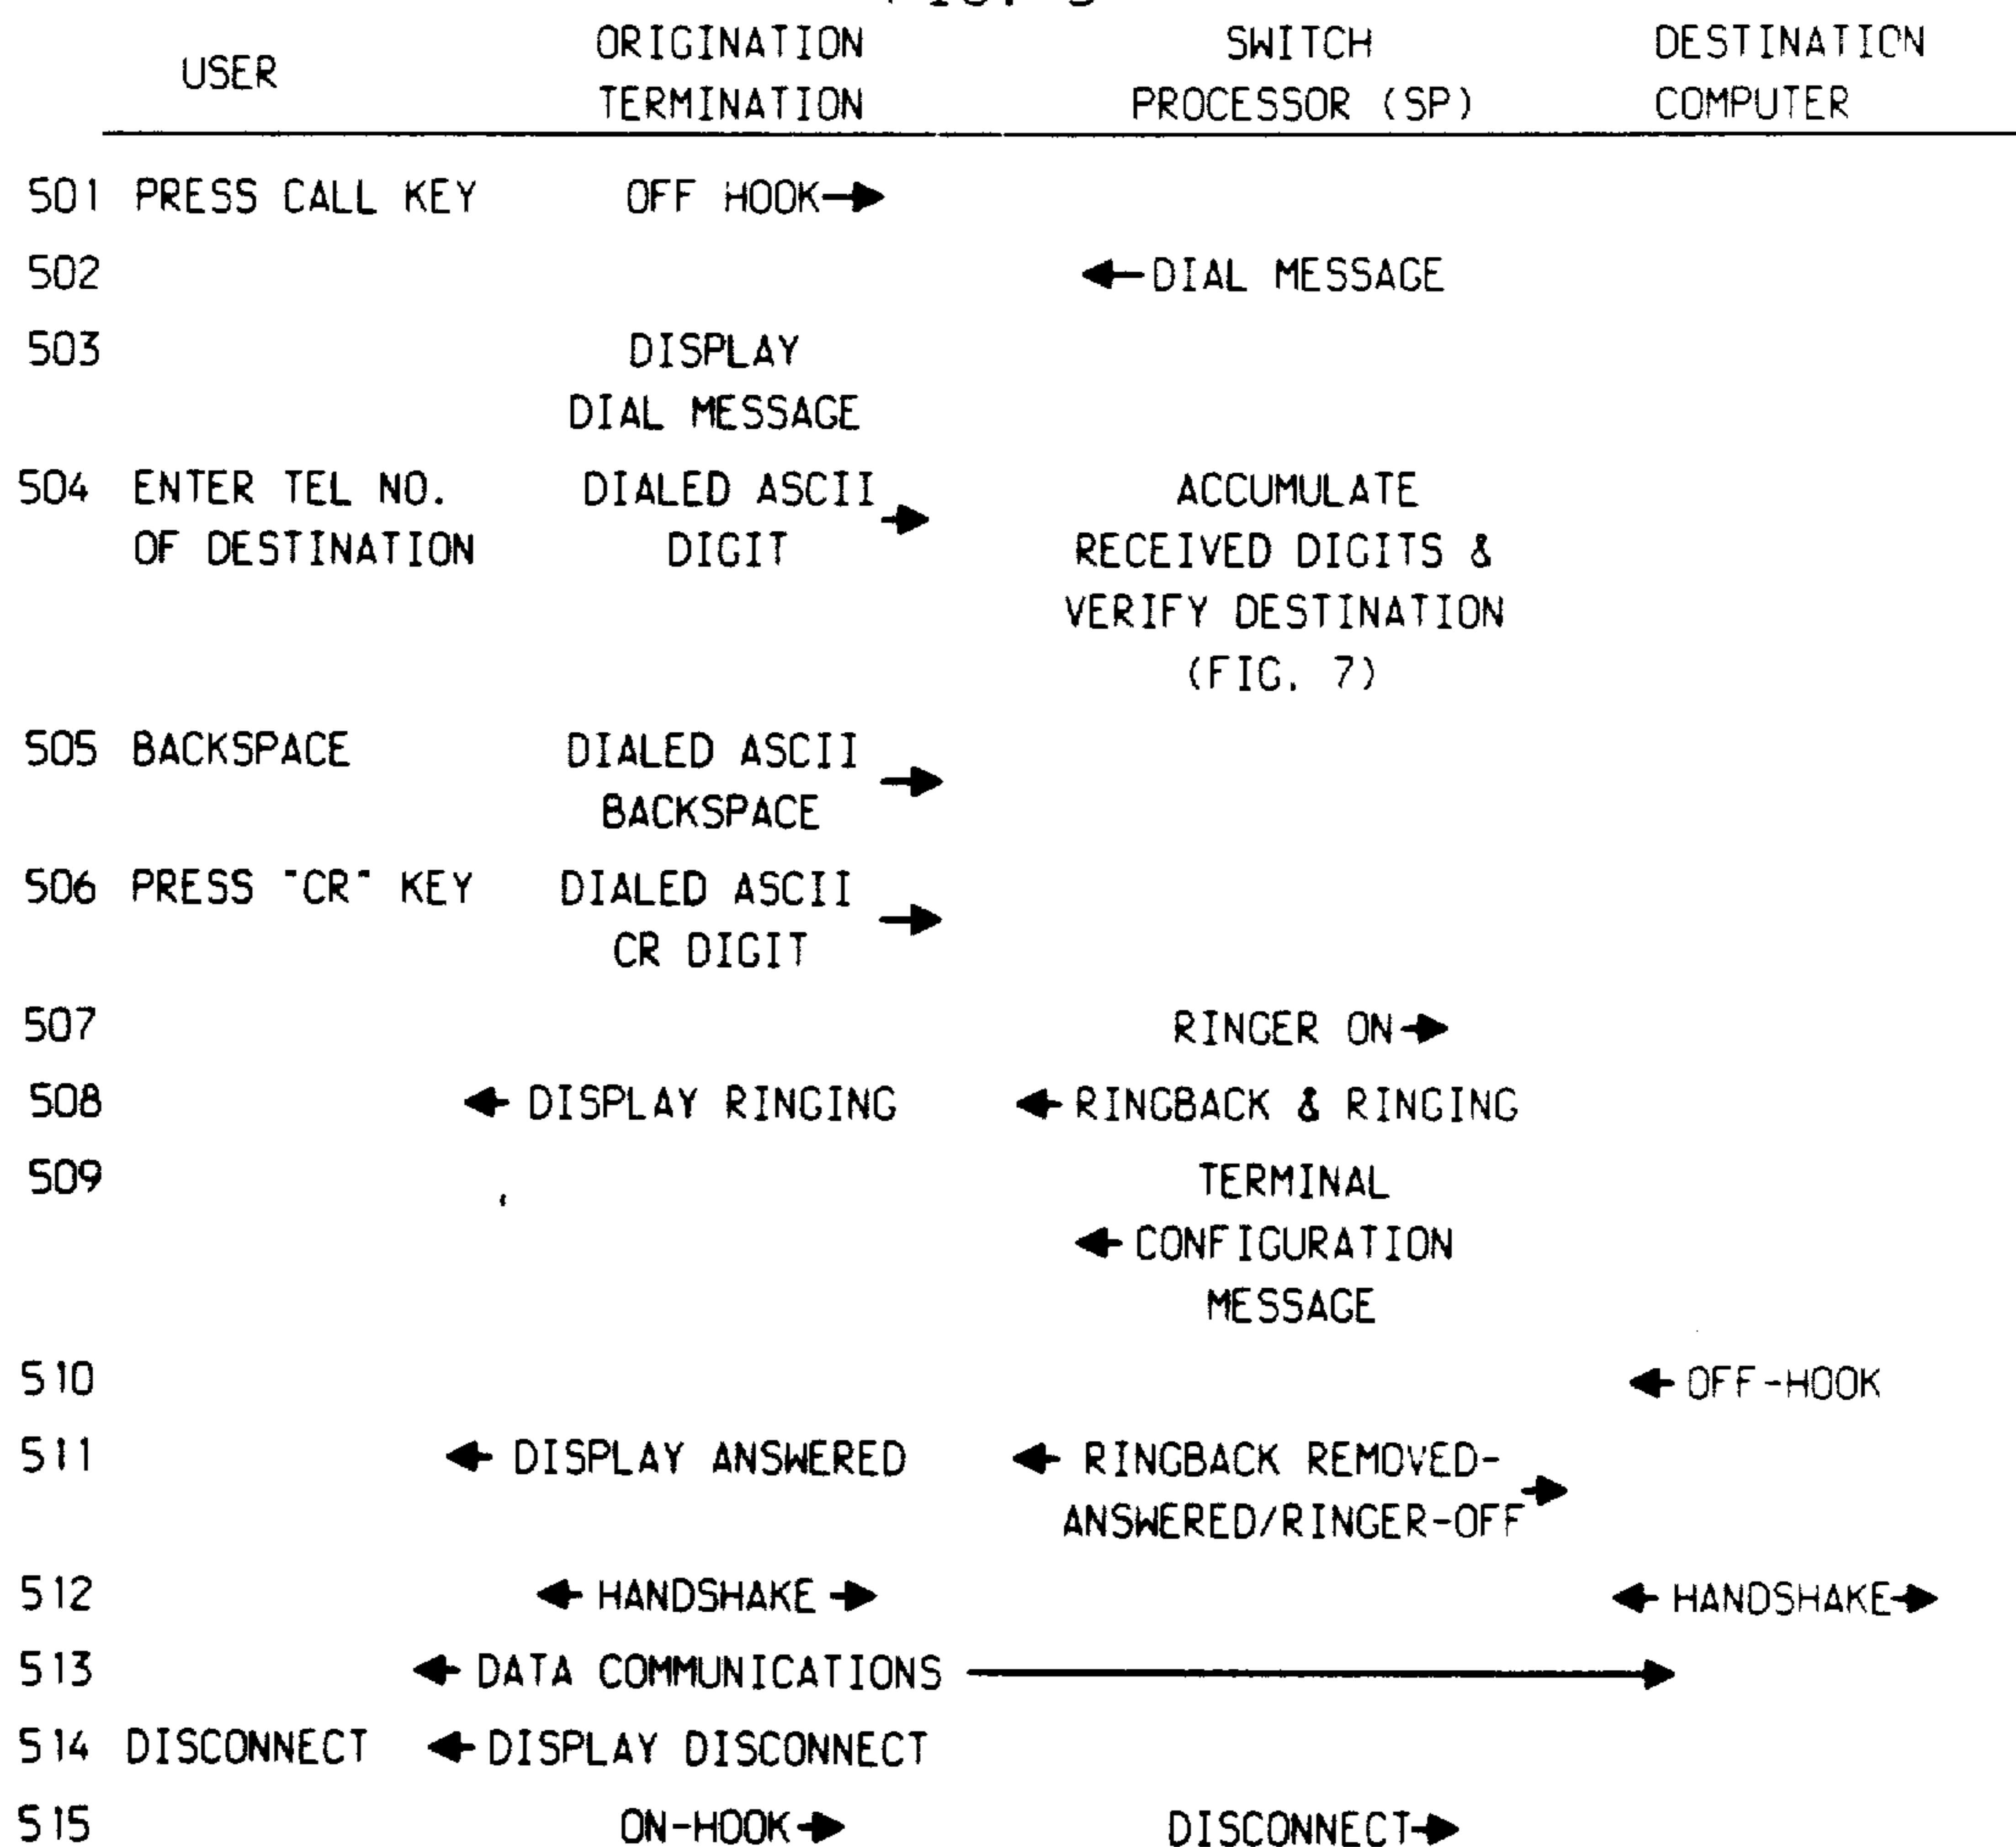 USER ORIGINATION TERMINATION SWITCH PROCESSOR (SP) DESTINATION COMPUTER
501 PRESS CALL KEY OFF HOOK→
502 ←DIAL MESSAGE
503 DISPLAY
DIAL MESSAGE
504 ENTER TEL NO. DIALED ASCII → ACCUMULATE
OF DESTINATION DIGIT RECEIVED DIGITS &
VERIFY DESTINATION
(FIG. 7)
505 BACKSPACE DIALED ASCII →
BACKSPACE
506 PRESS "CR" KEY DIALED ASCII →
CR DIGIT
507 RINGER ON→
508 ← DISPLAY RINGING ←RINGBACK & RINGING
509 TERMINAL
← CONFIGURATION
MESSAGE
510 ← OFF-HOOK
511 ← DISPLAY ANSWERED ← RINGBACK REMOVED-
ANSWERED/RINGER-OFF →
512 ← HANDSHAKE → ← HANDSHAKE→
513 ← DATA COMMUNICATIONS →
514 DISCONNECT ← DISPLAY DISCONNECT
515 ON-HOOK→ DISCONNECT→